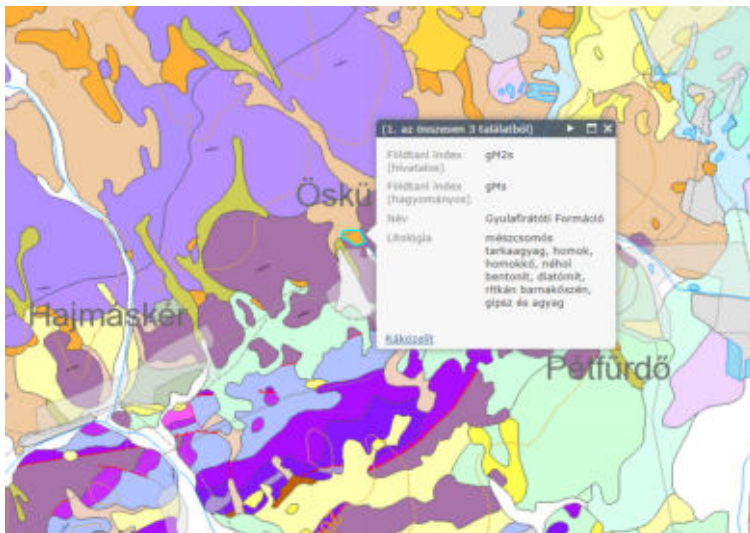 (1. az összesen 3 találatból)
Földtani index gM2s
(hivatalos)
Földtani index gMs
(hagyományos)
Név Gyulafirátóti Formáció
Litológia mészcsomós
tarkaagyag, homok,
homokkő, néhol
bentonit, diatómit,
ritkán barnakőszén,
gipsz és agyag
Ráközelít
Öskü
Hajmáskér
Pétfürdő